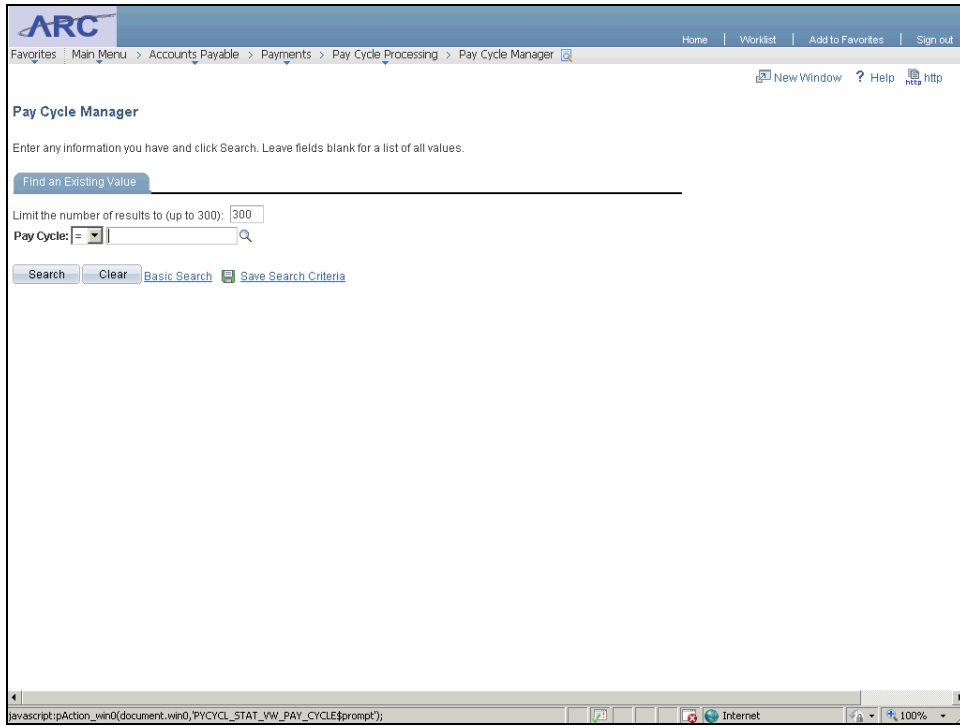 ARC
Home | Worklist | Add to Favorites | Sign out
Favorites Main Menu > Accounts Payable > Payments > Pay Cycle Processing > Pay Cycle Manager
New Window ? Help http http
Pay Cycle Manager
Enter any information you have and click Search. Leave fields blank for a list of all values.
Find an Existing Value
Limit the number of results to (up to 300): 300
Pay Cycle: =
Search Clear Basic Search Save Search Criteria
javascript:pAction_win0(document.win0,'PYCYCL_STAT_VW_PAY_CYCLE$prompt'); Internet 100%